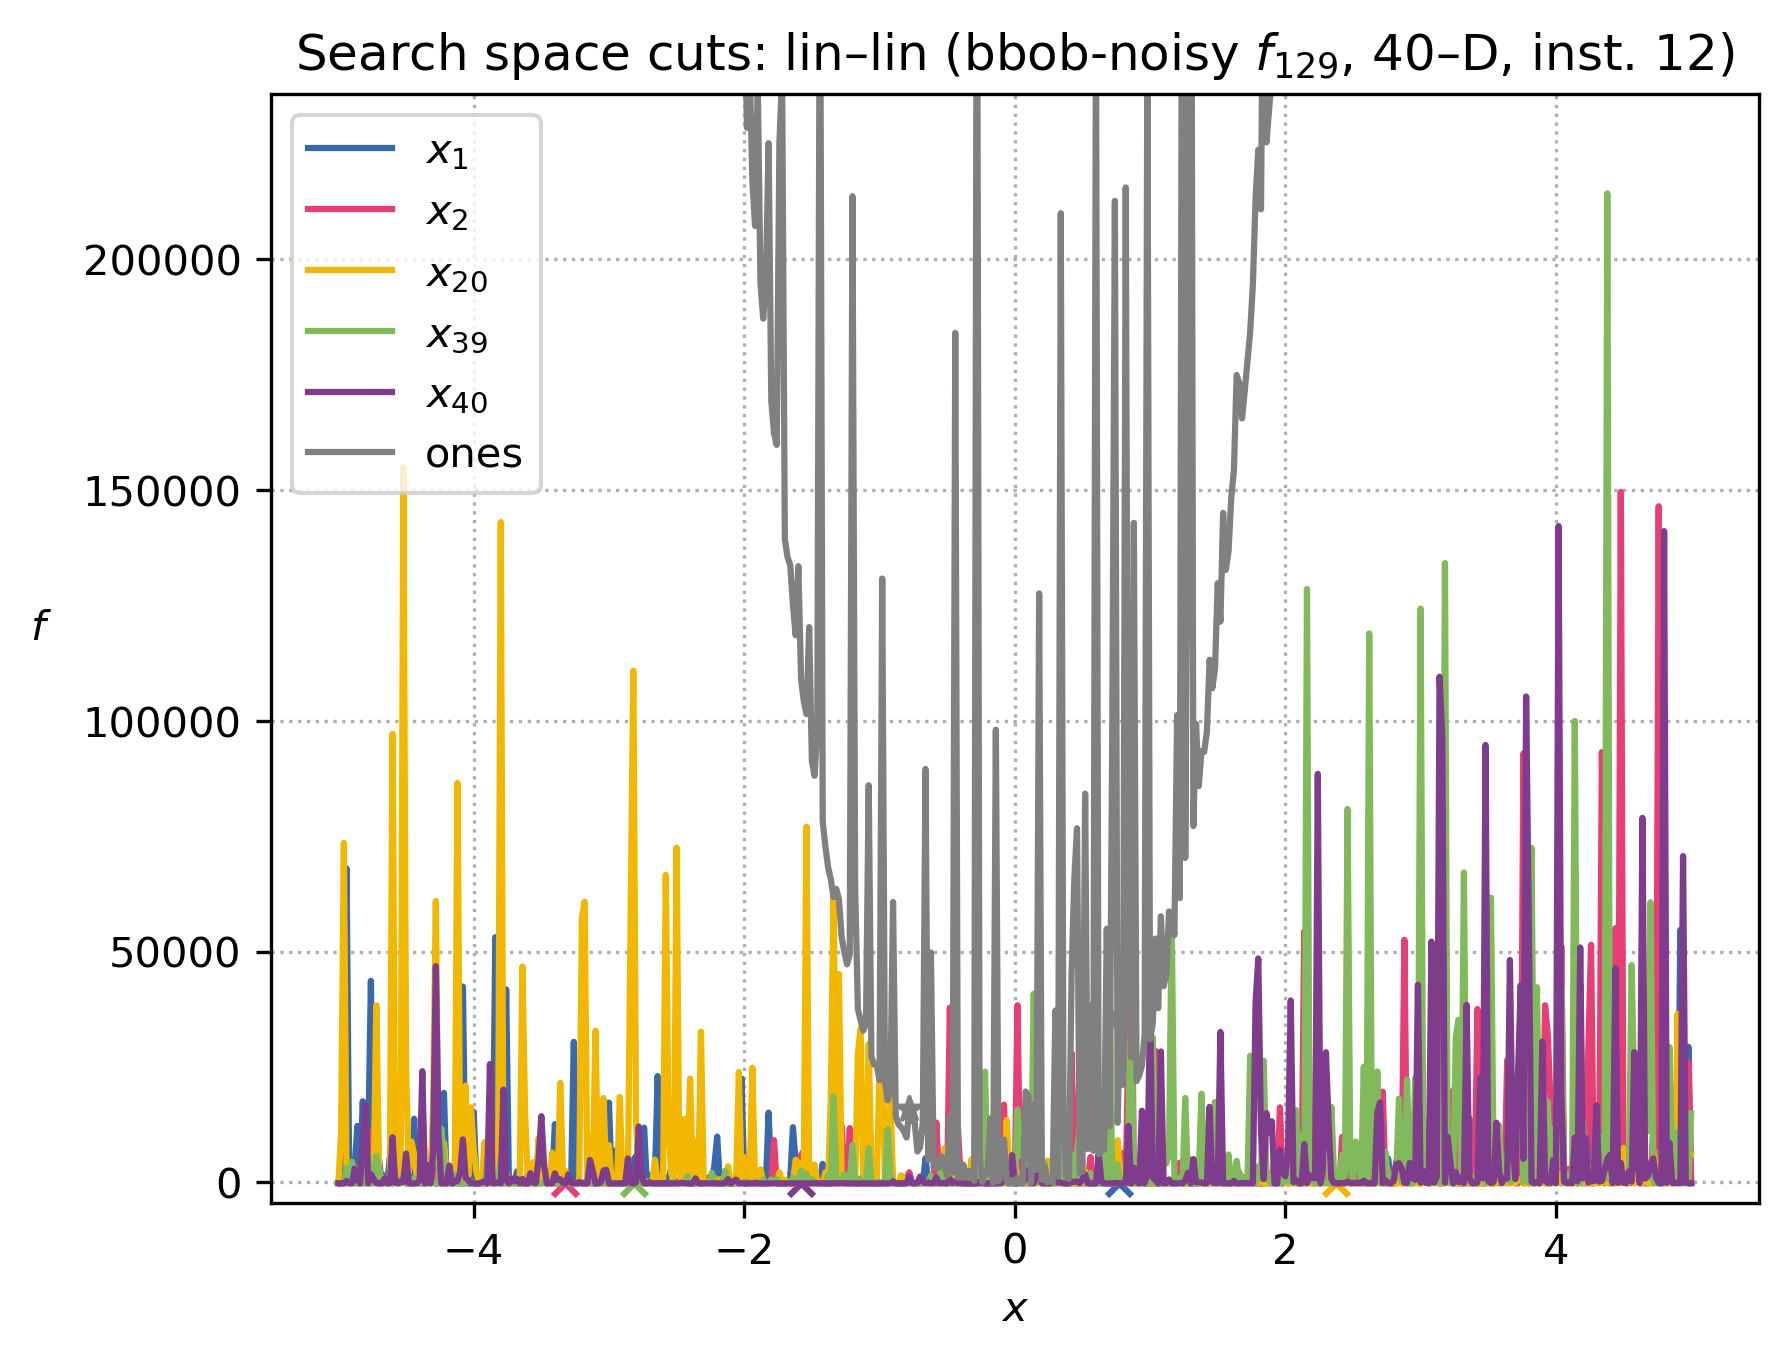 Search space cuts: lin–lin (bbob-noisy f₁₂₉, 40–D, inst. 12)
x₁
x₂
x₂₀
x₃₉
x₄₀
ones
200000
150000
100000
50000
0
f
−4 −2 0 2 4
x